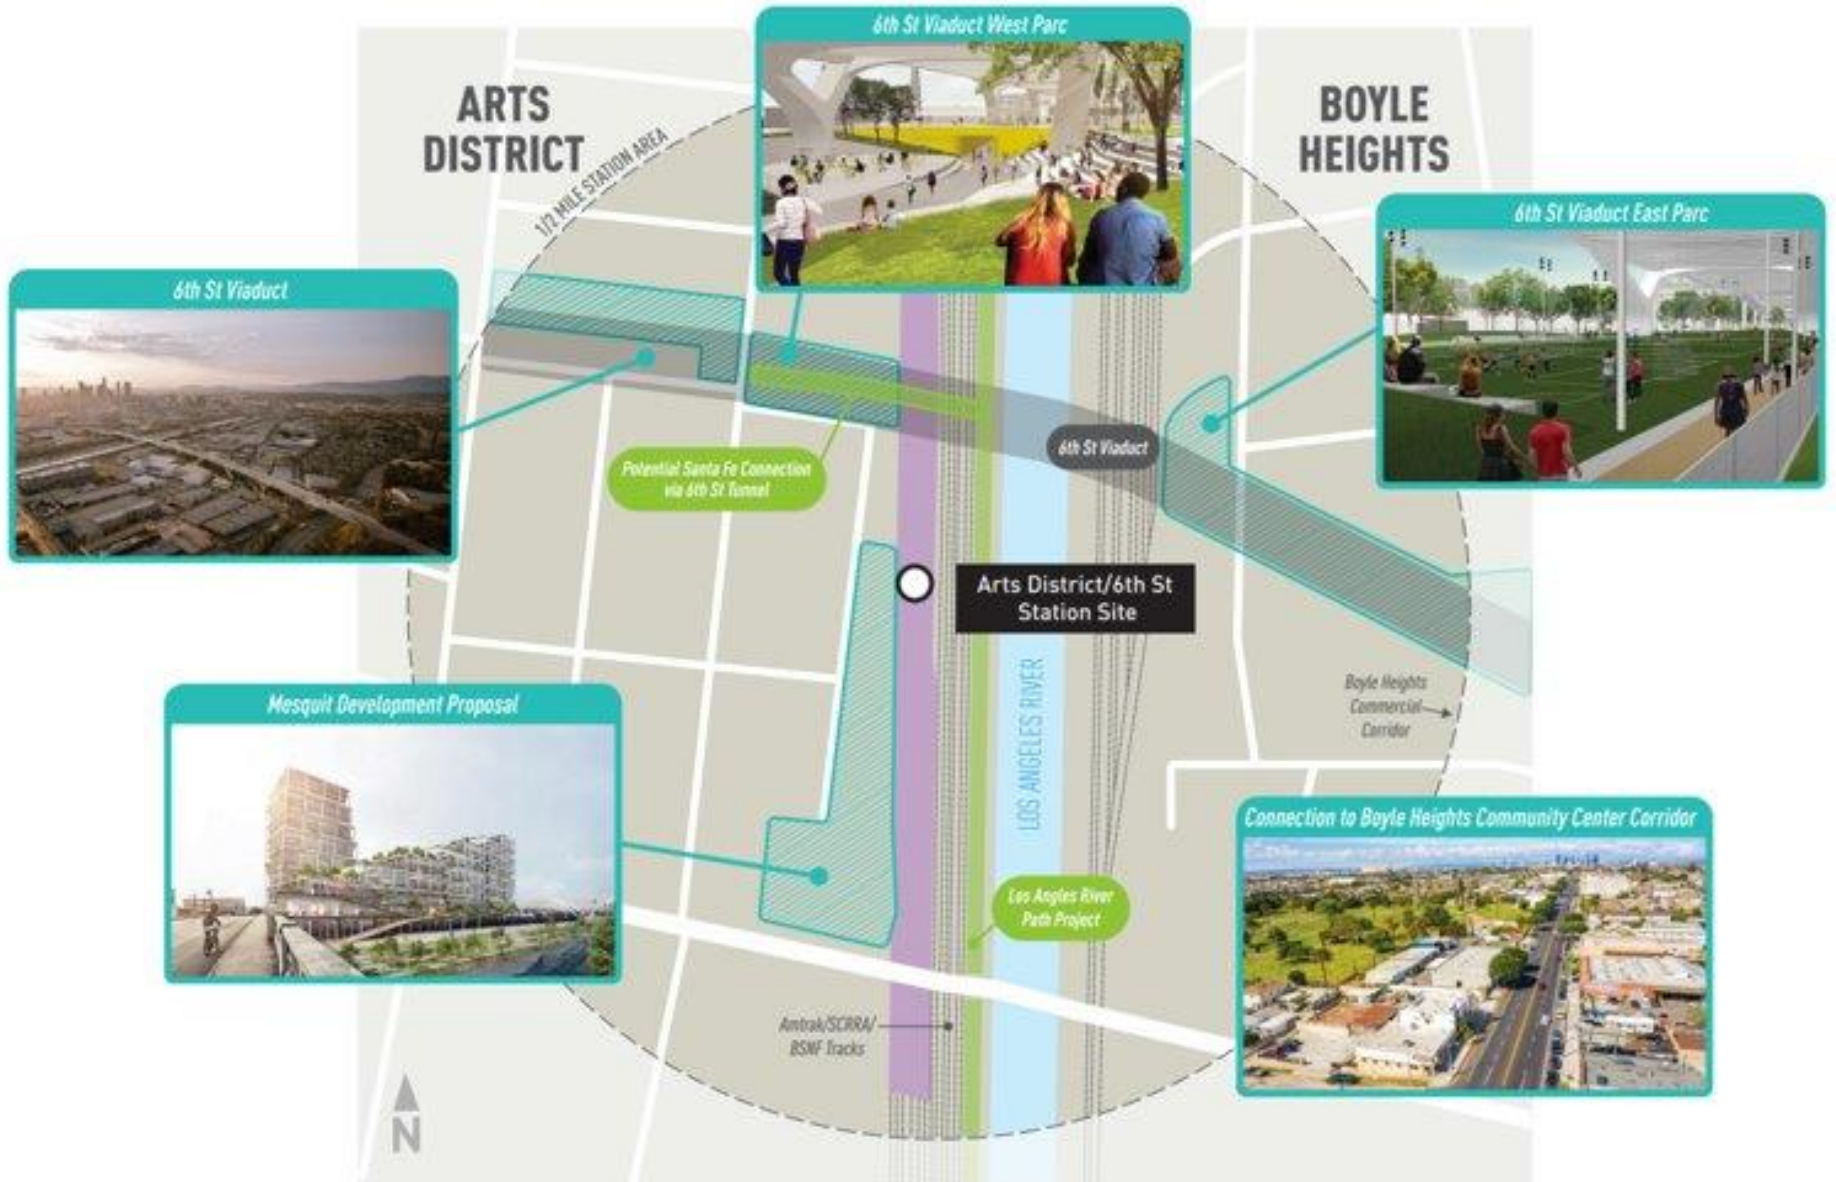 6th St Viaduct West Parc
ARTS
DISTRICT
BOYLE
HEIGHTS
1/2 MILE STATION AREA
6th St Viaduct East Parc
6th St Viaduct
6th St Viaduct
Potential Santa Fe Connection
via 6th St Tunnel
Arts District/6th St
Station Site
LOS ANGELES RIVER
Boyle Heights
Commercial
Corridor
Mesquit Development Proposal
Connection to Boyle Heights Community Center Corridor
Los Angles River
Path Project
Amtrak/SCRRA/
BSNF Tracks
N